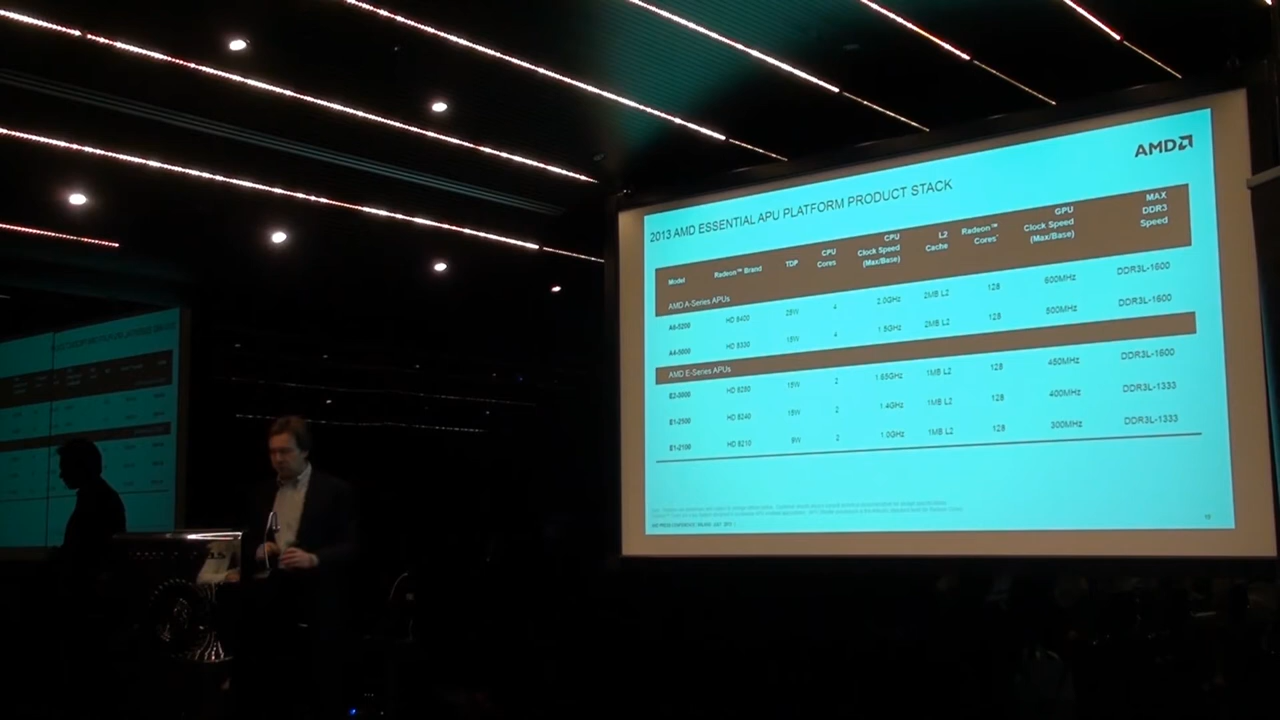 AMD
2013 AMD ESSENTIAL APU PLATFORM PRODUCT STACK
Model Radeon™ Brand TDP CPU Cores CPU Clock Speed (Max/Base) L2 Cache Radeon™ Cores* GPU Clock Speed (Max/Base) MAX DDR3 Speed
AMD A-Series APUs
A6-5200 HD 8400 25W 4 2.0GHz 2MB L2 128 600MHz DDR3L-1600
A4-5000 HD 8330 15W 4 1.5GHz 2MB L2 128 500MHz DDR3L-1600
AMD E-Series APUs
E2-3000 HD 8280 15W 2 1.65GHz 1MB L2 128 450MHz DDR3L-1600
E1-2500 HD 8240 15W 2 1.4GHz 1MB L2 128 400MHz DDR3L-1333
E1-2100 HD 8210 9W 2 1.0GHz 1MB L2 128 300MHz DDR3L-1333